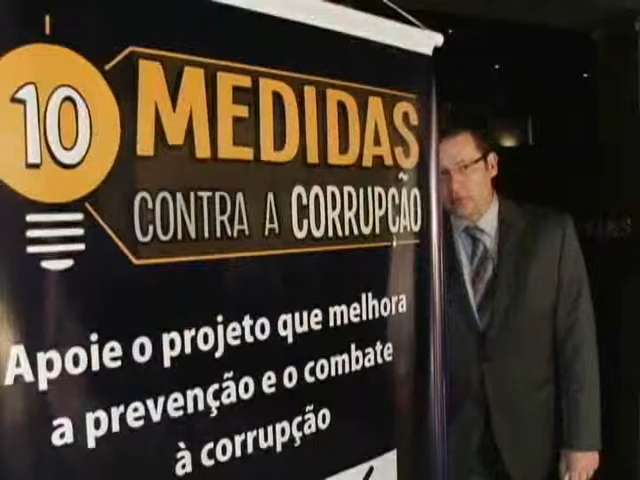 10
MEDIDAS
CONTRA A CORRUPÇÃO
Apoie o projeto que melhora
a prevenção e o combate
à corrupção